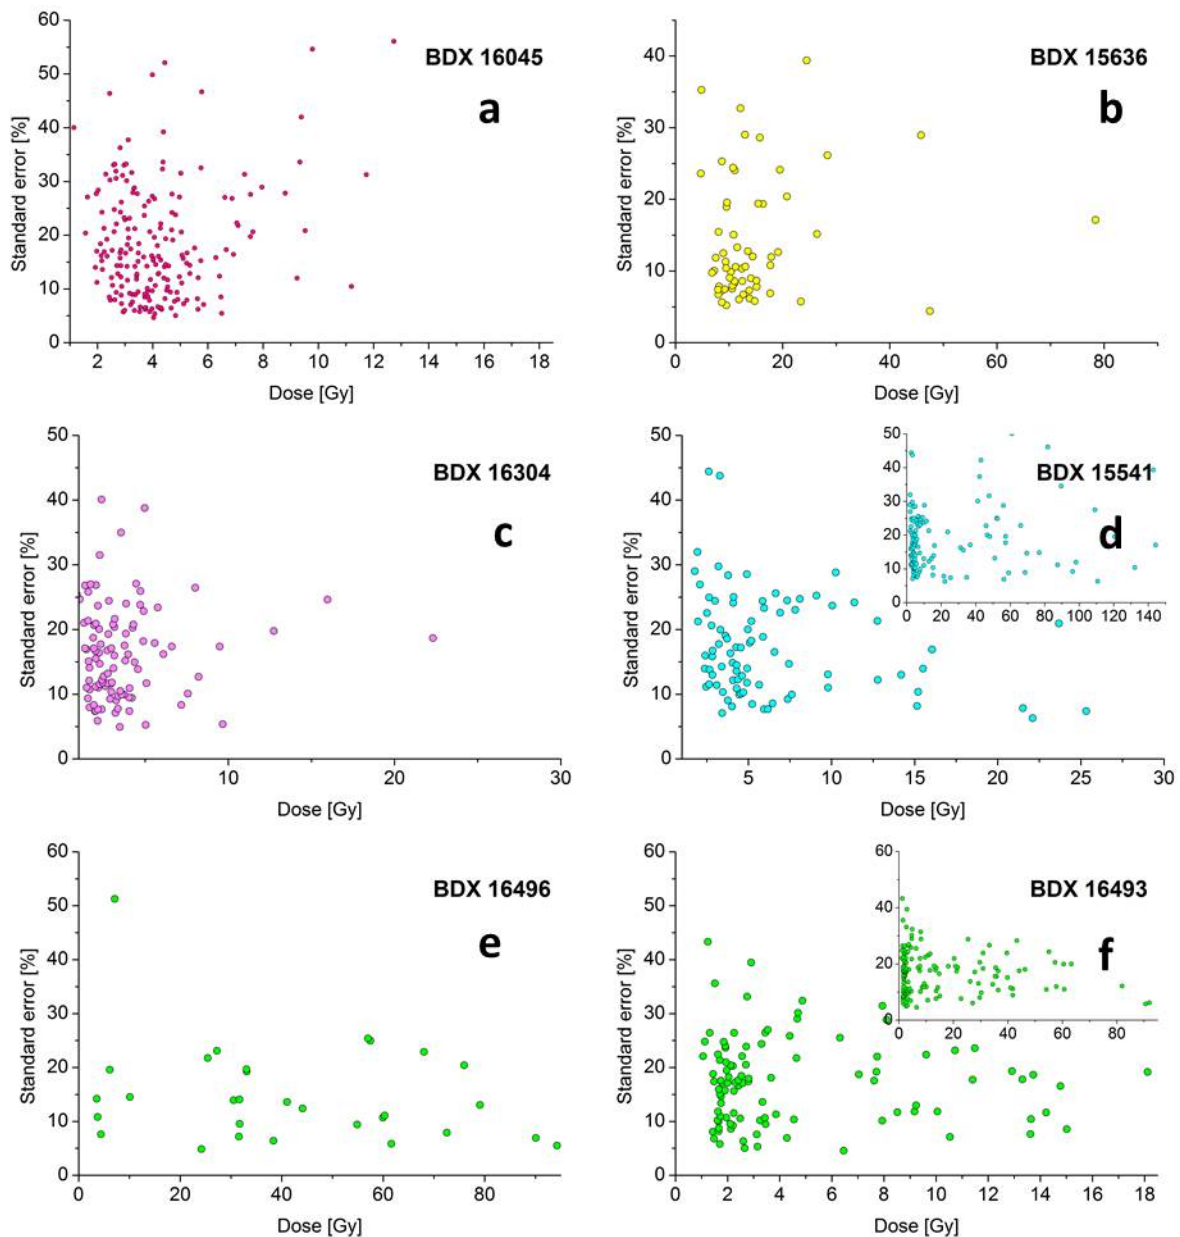 60
50
40
30
20
10
0
Standard error [%]
BDX 16045
a
2 4 6 8 10 12 14 16 18
Dose [Gy]
40
30
20
10
0
Standard error [%]
BDX 15636
b
0 20 40 60 80
Dose [Gy]
50
40
30
20
10
0
Standard error [%]
BDX 16304
c
10 20 30
Dose [Gy]
50
40
30
20
10
0
Standard error [%]
50
40
30
20
10
0
0 20 40 60 80 100 120 140
BDX 15541
d
5 10 15 20 25 30
Dose [Gy]
60
50
40
30
20
10
0
Standard error [%]
BDX 16496
e
0 20 40 60 80
Dose [Gy]
60
50
40
30
20
10
0
Standard error [%]
60
40
20
0
0 20 40 60 80
BDX 16493
f
0 2 4 6 8 10 12 14 16 18
Dose [Gy]